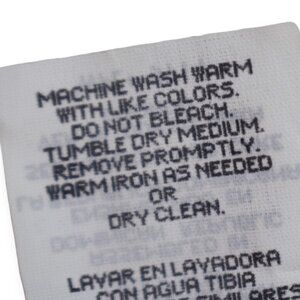 MACHINE WASH WARM
WITH LIKE COLORS.
DO NOT BLEACH.
TUMBLE DRY MEDIUM.
REMOVE PROMPTLY.
WARM IRON AS NEEDED
OR
DRY CLEAN.
LAVAR EN LAVADORA
CON AGUA TIBIA
SIMILARES